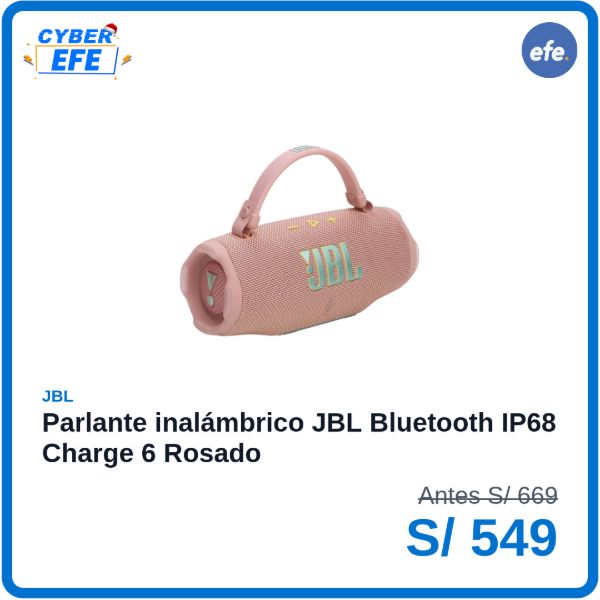 CYBER
EFE
efe.
JBL
JBL
Parlante inalámbrico JBL Bluetooth IP68
Charge 6 Rosado
Antes S/ 669
S/ 549